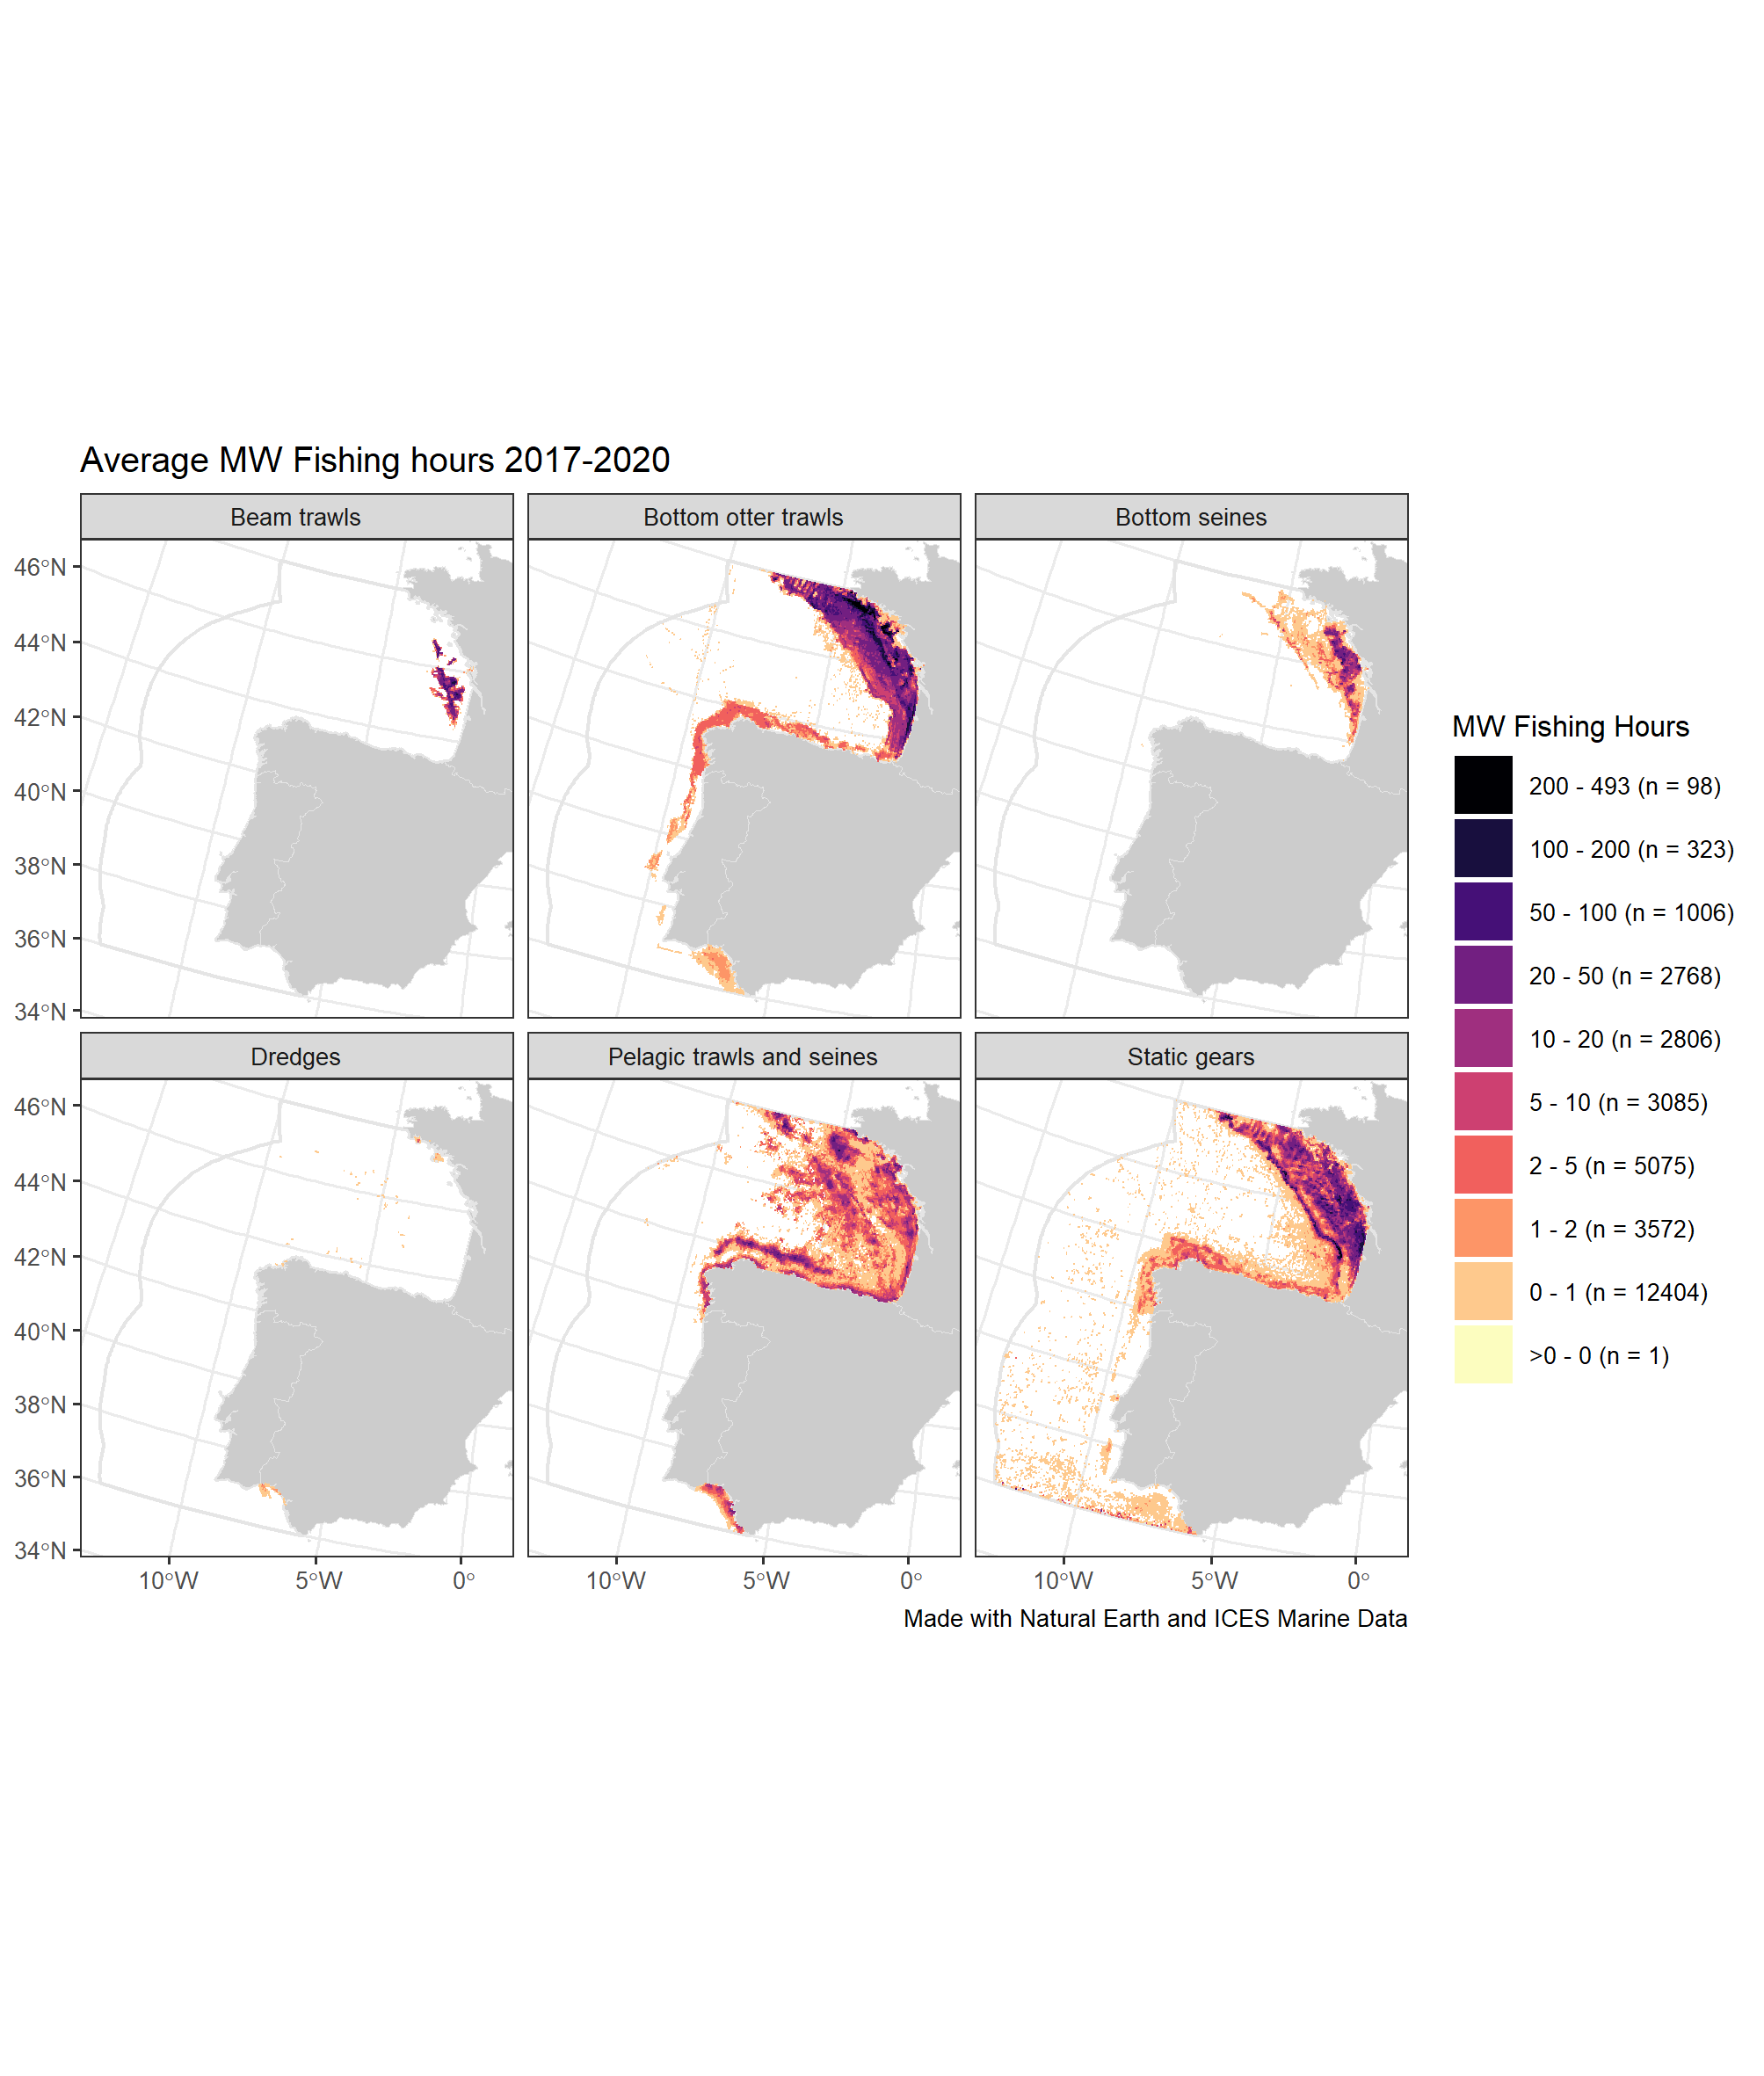 Average MW Fishing hours 2017-2020
Beam trawls
Bottom otter trawls
Bottom seines
46°N
44°N
42°N
40°N
38°N
36°N
34°N
Dredges
Pelagic trawls and seines
Static gears
46°N
44°N
42°N
40°N
38°N
36°N
34°N
10°W
5°W
0°
10°W
5°W
0°
10°W
5°W
0°
Made with Natural Earth and ICES Marine Data
MW Fishing Hours
200 - 493 (n = 98)
100 - 200 (n = 323)
50 - 100 (n = 1006)
20 - 50 (n = 2768)
10 - 20 (n = 2806)
5 - 10 (n = 3085)
2 - 5 (n = 5075)
1 - 2 (n = 3572)
0 - 1 (n = 12404)
>0 - 0 (n = 1)